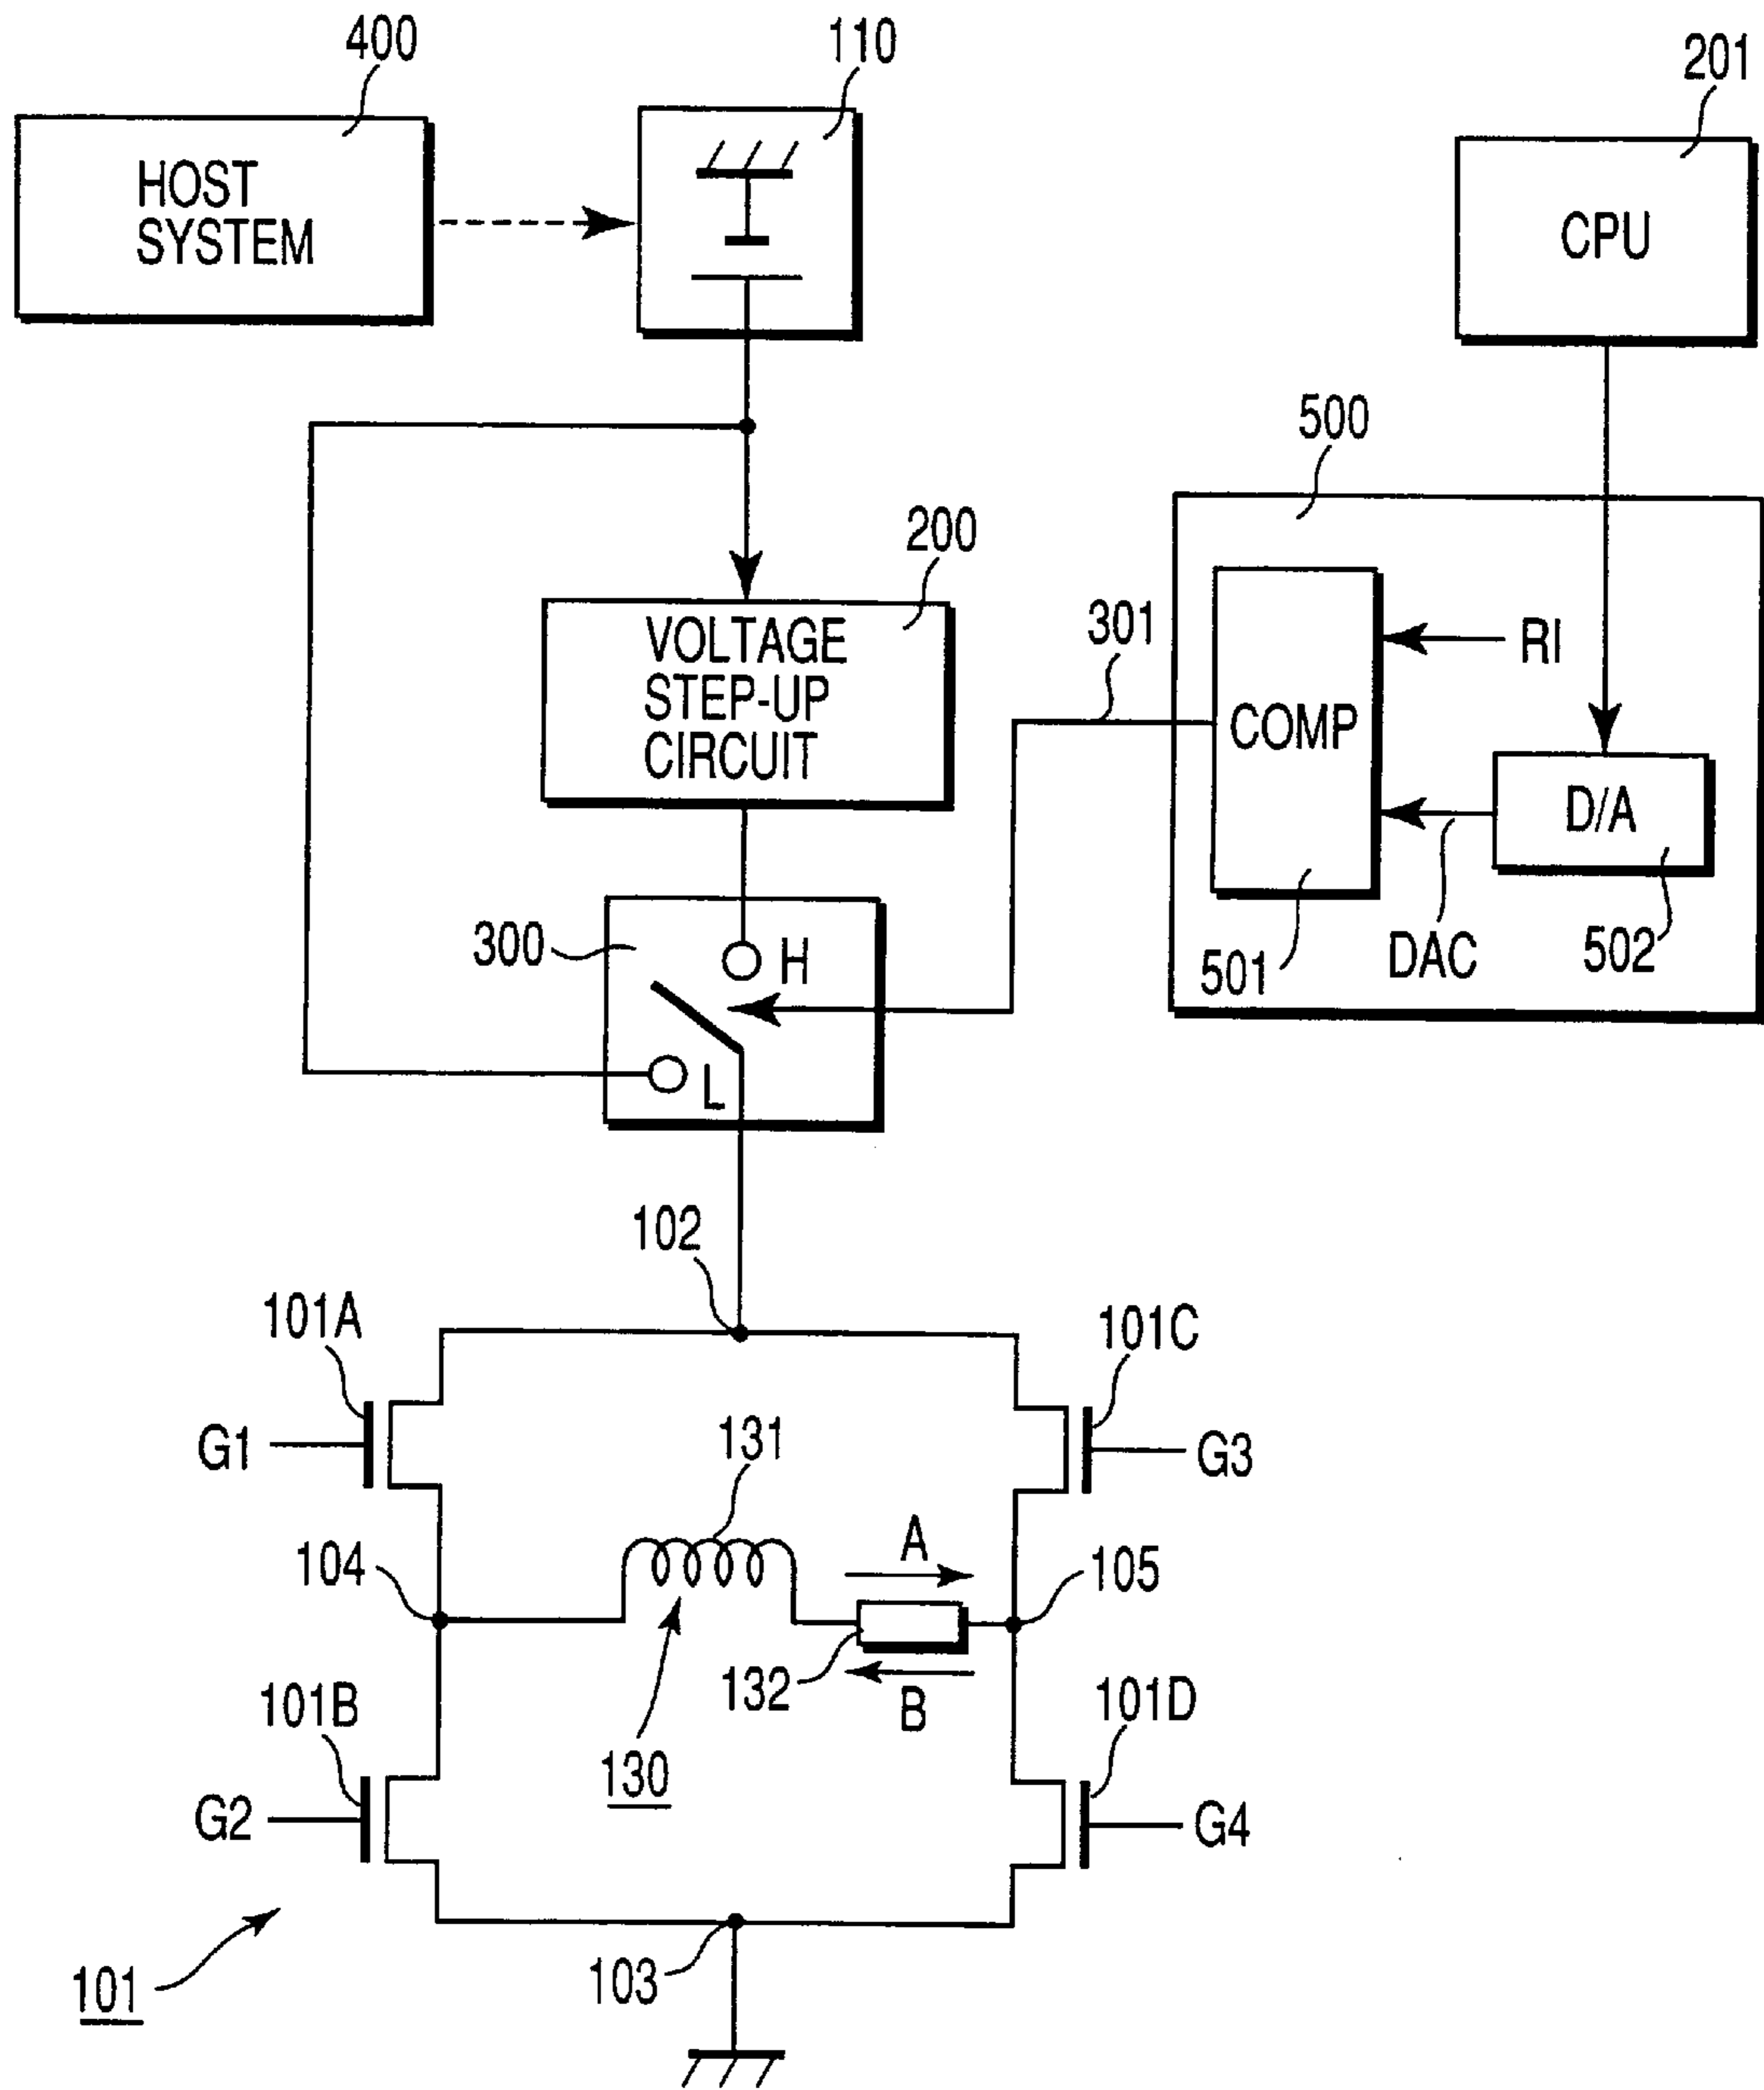 400
110
201
HOST
SYSTEM
CPU
500
200
VOLTAGE
STEP-UP
CIRCUIT
301
RI
COMP
D/A
300
H
501
DAC
502
L
102
101A
101C
G1
131
G3
104
A
105
132
B
101B
101D
130
G2
G4
101
103